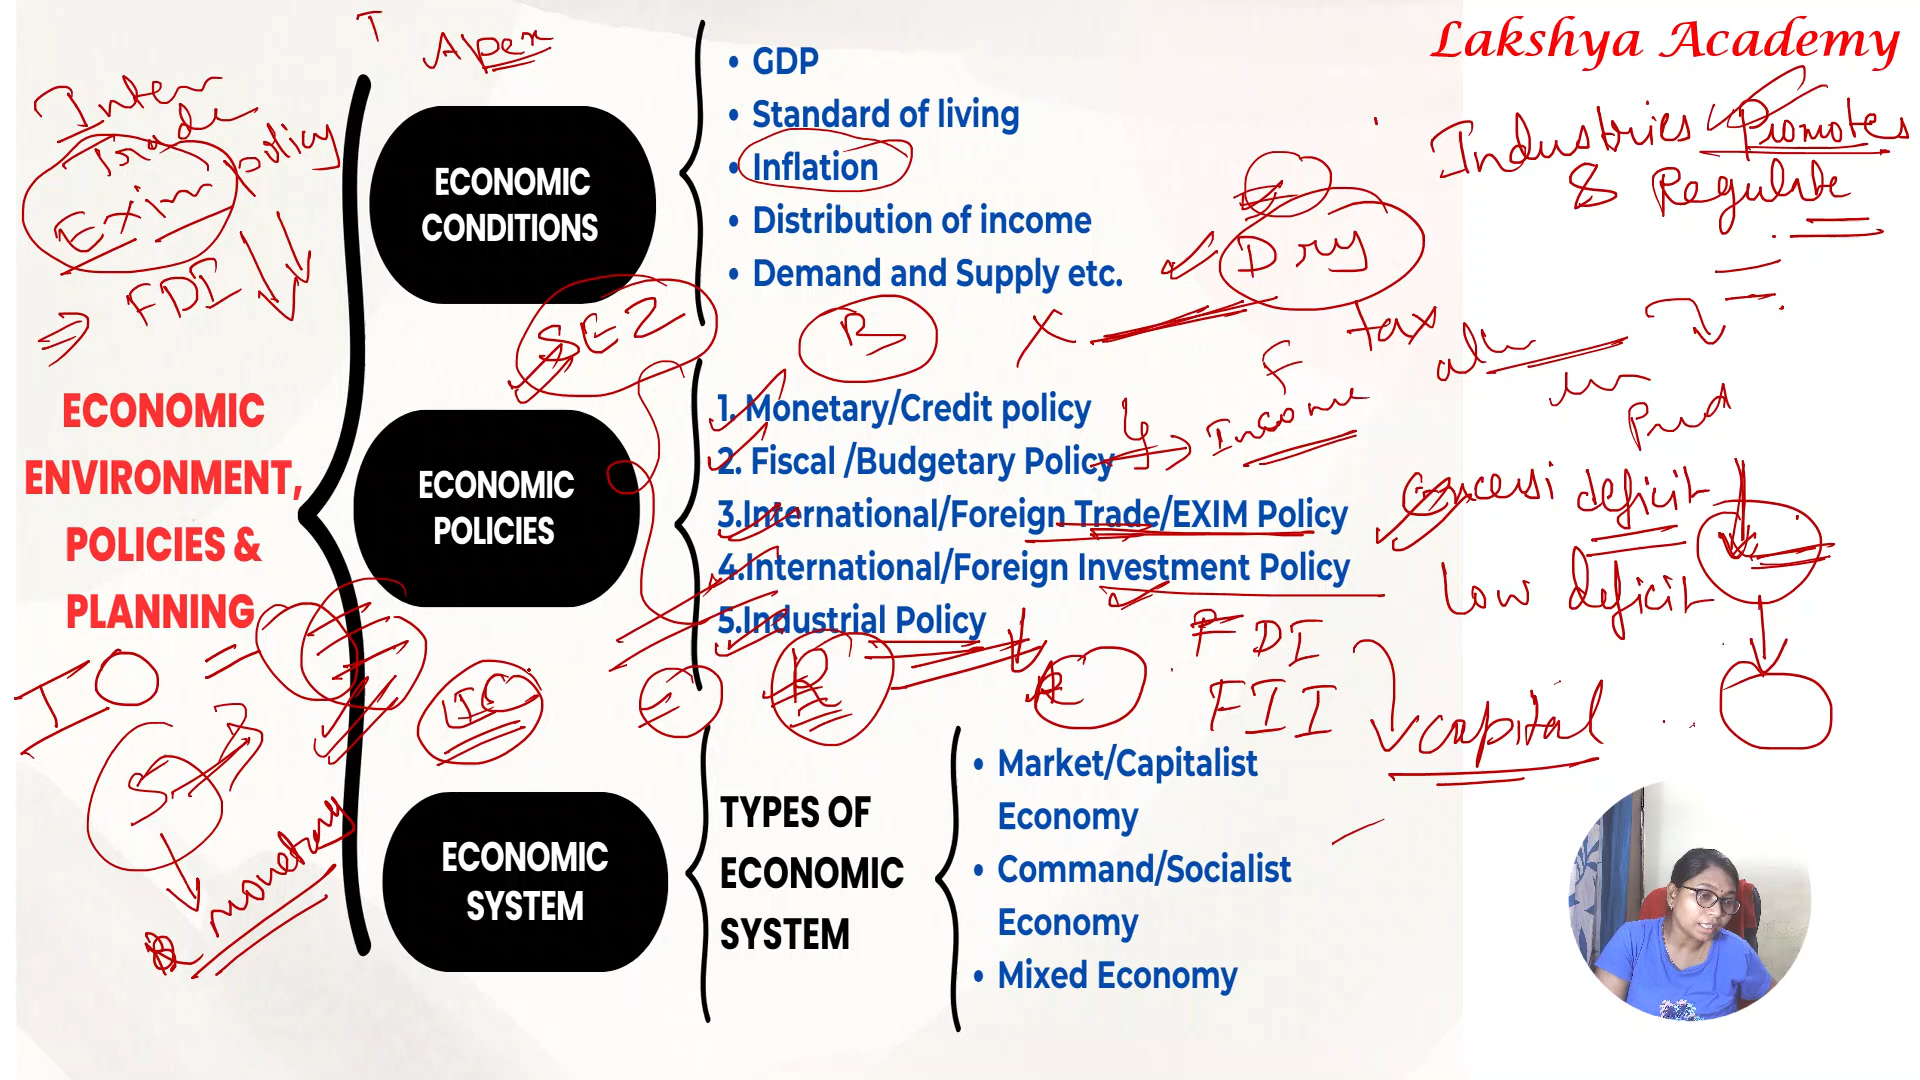 Lakshya Academy
T
Apex
Inter
Trade
Exim policy
FDI
Industries Promotes
& Regulate
ECONOMIC
ENVIRONMENT,
POLICIES &
PLANNING
ECONOMIC
CONDITIONS
• GDP
• Standard of living
• Inflation
• Distribution of income
• Demand and Supply etc.
SEZ
B
X
Dry
tax
F
Income
in
excessi deficit
Low deficit
ECONOMIC
POLICIES
1. Monetary/Credit policy
2. Fiscal /Budgetary Policy
3.International/Foreign Trade/EXIM Policy
4.International/Foreign Investment Policy
5.Industrial Policy
R
FDI
FII
capital
S
monetary
ECONOMIC
SYSTEM
TYPES OF
ECONOMIC
SYSTEM
• Market/Capitalist
Economy
• Command/Socialist
Economy
• Mixed Economy